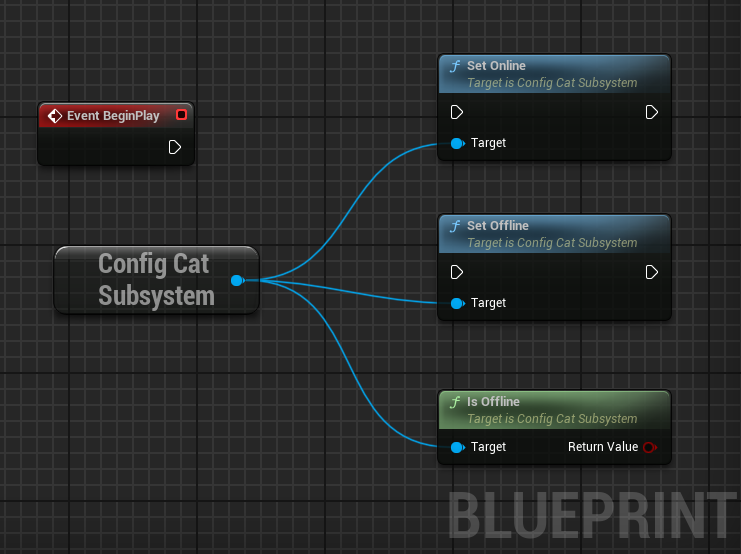 Event BeginPlay
Config Cat
Subsystem
Set Online
Target is Config Cat Subsystem
Target
Set Offline
Target is Config Cat Subsystem
Target
Is Offline
Target is Config Cat Subsystem
Target Return Value
BLUEPRINT